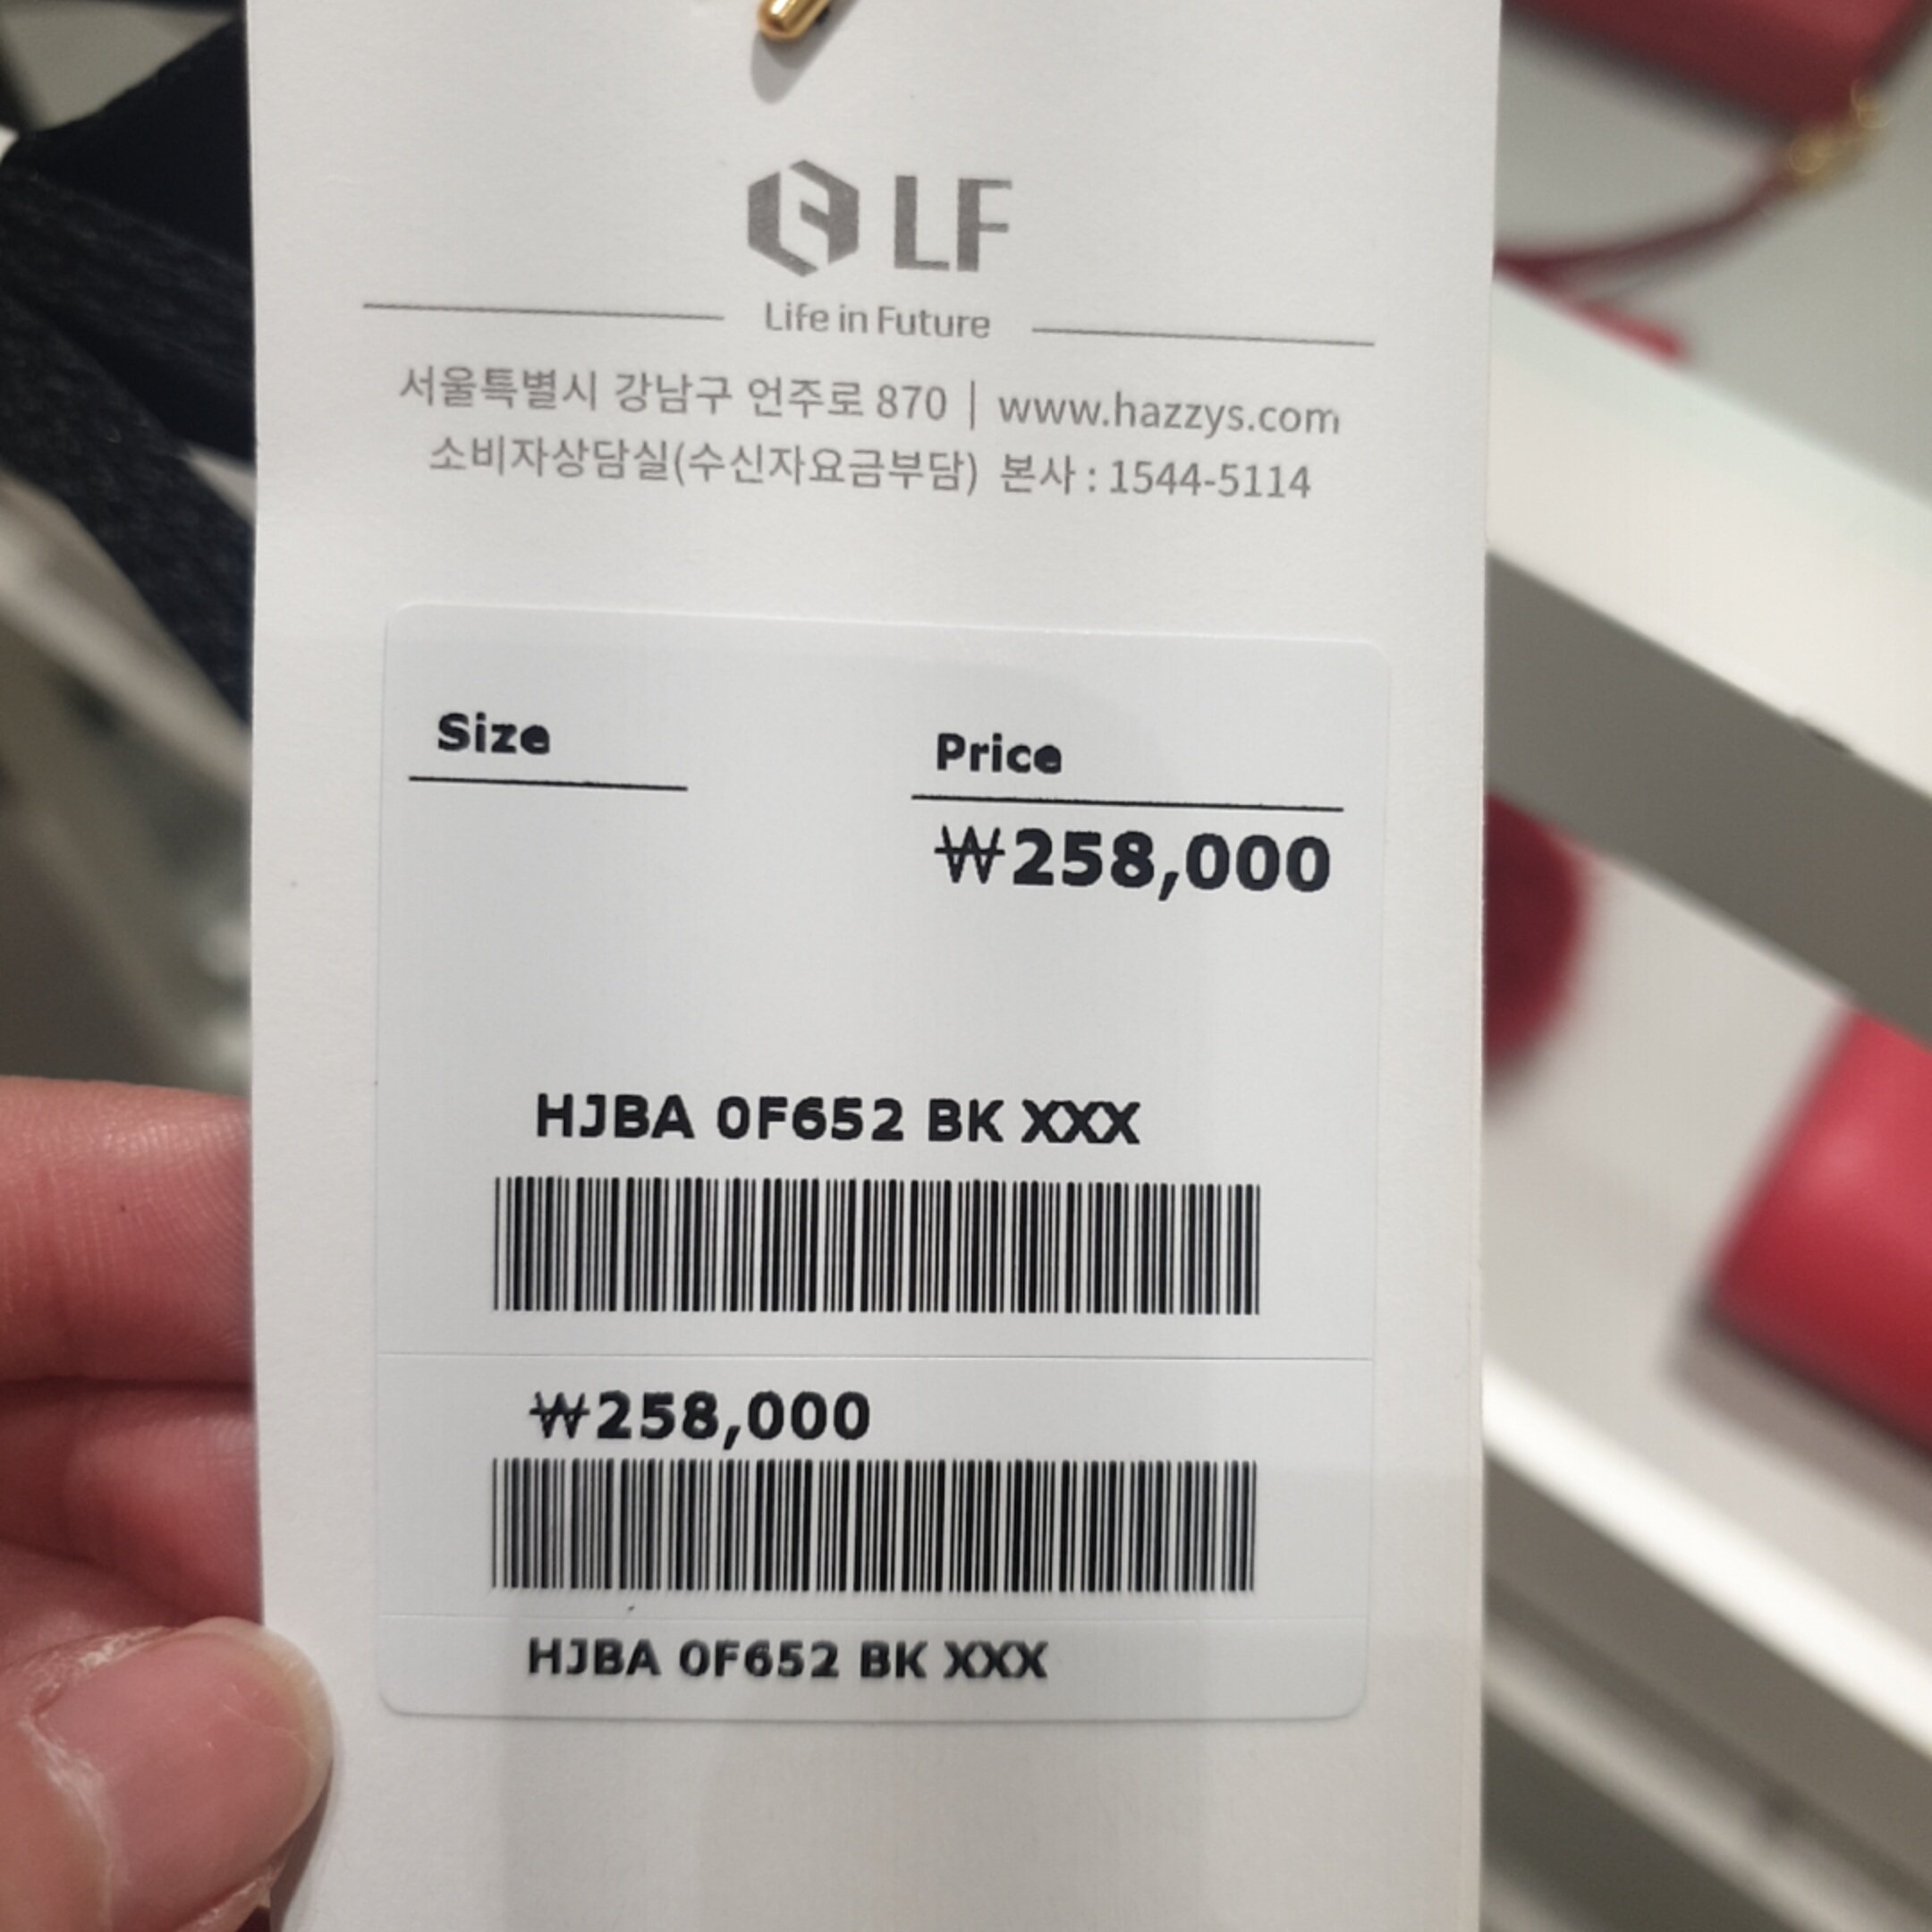 LF
Life in Future
서울특별시 강남구 언주로 870 | www.hazzys.com
소비자상담실(수신자요금부담) 본사 : 1544-5114
Size Price
₩258,000
HJBA 0F652 BK XXX
₩258,000
HJBA 0F652 BK XXX